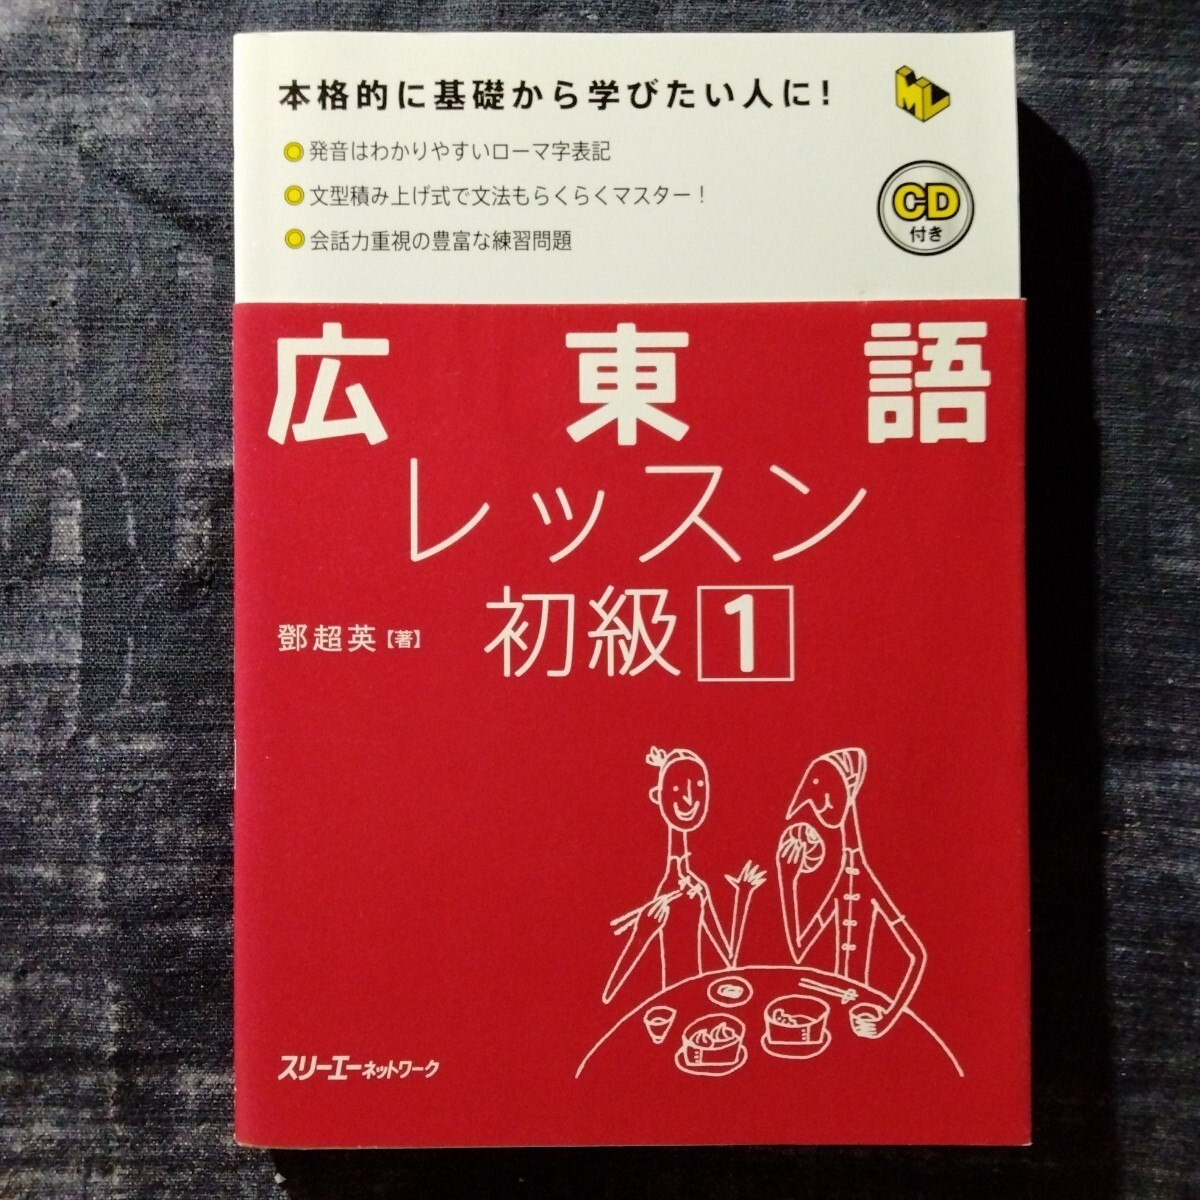 本格的に基礎から学びたい人に!
発音はわかりやすいローマ字表記
文型積み上げ式で文法もらくらくマスター!
会話力重視の豊富な練習問題
ML
CD
付き
広東語
レッスン
初級1
鄧超英【著】
スリーエーネットワーク